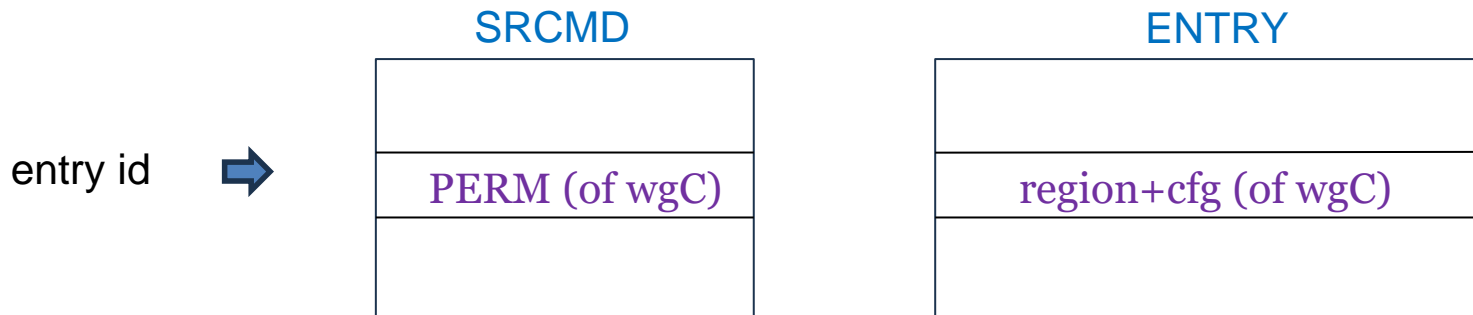 SRCMD
ENTRY
entry id
PERM (of wgC)
region+cfg (of wgC)